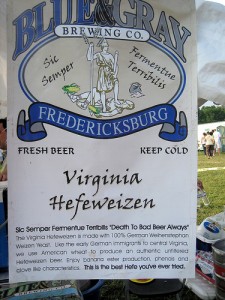 BLUE & GRAY
BREWING CO.
Sic
Semper
Fermentue
Terribilis
FREDERICKSBURG
FRESH BEER
KEEP COLD
Virginia
Hefeweizen
Sic Semper Fermentue Terribilis "Death To Bad Beer Always"
The Virginia Hefeweizen is made with 100% German Weihenstephan
Weizen Yeast. Like the early German immigrants to central Virginia,
we use American wheat to produce an authentic unfiltered
Hefeweizen beer. Enjoy banana ester production, phenols and
clove like characteristics. This is the best Hefe you've ever tried.